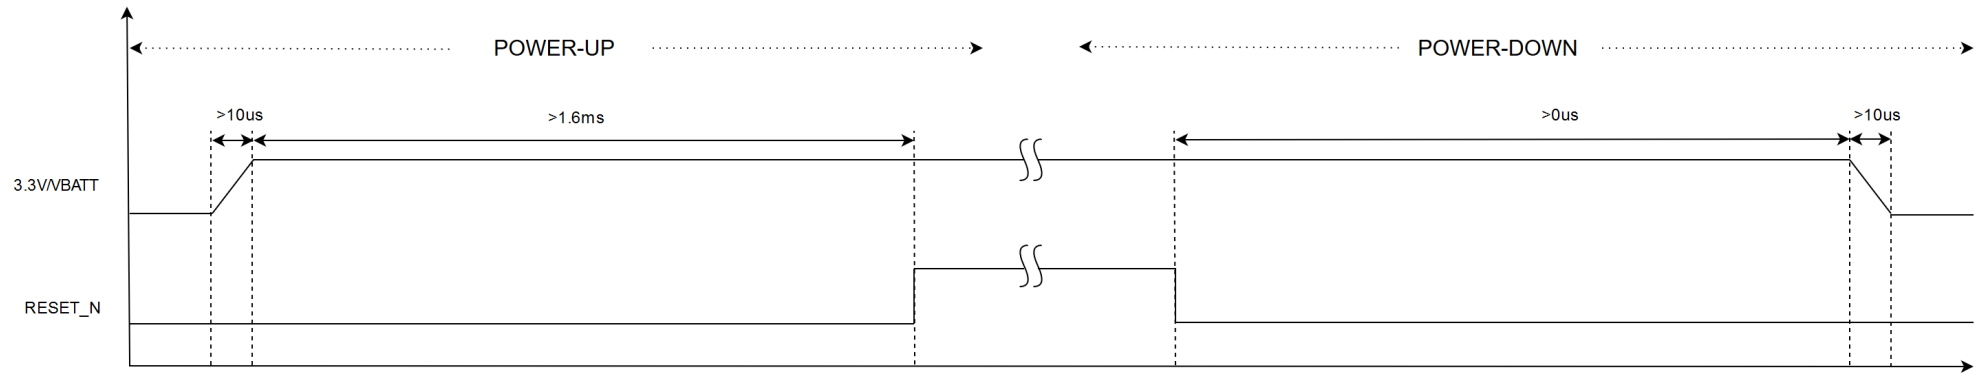 POWER-UP
POWER-DOWN
>10us
>1.6ms
>0us
>10us
3.3V/VBATT
RESET_N